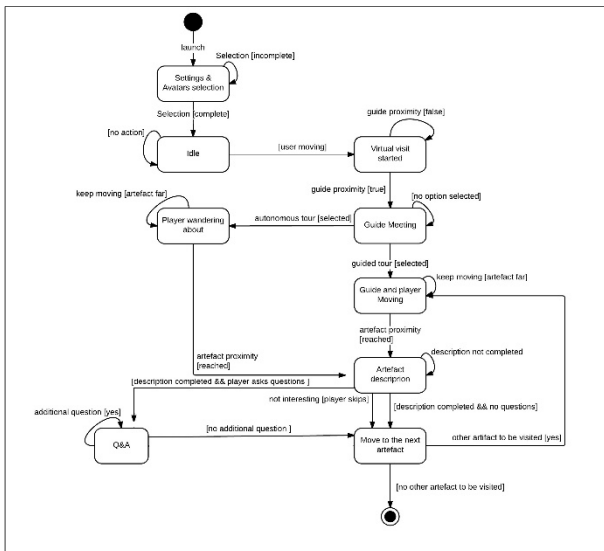 launch
Selection [incomplete]
Settings &
Avatars selection
Selection [complete]
guide proximity [false]
[no action]
Idle
[user moving]
Virtual visit
started
guide proximity [true]
keep moving [artefact far]
[no option selected]
autonomous tour [selected]
Player wandering
about
Guide Meeting
guided tour [selected]
keep moving [artefact far]
Guide and player
Moving
artefact proximity
[reached]
artefact proximity
[reached]
description not completed
Artefact
description
[description completed && player asks questions ]
not interesting [player skips]
[description completed && no questions]
additional question [yes]
[no additional question ]
other artifact to be visited [yes]
Q&A
Move to the next
artefact
[no other artefact to be visited]